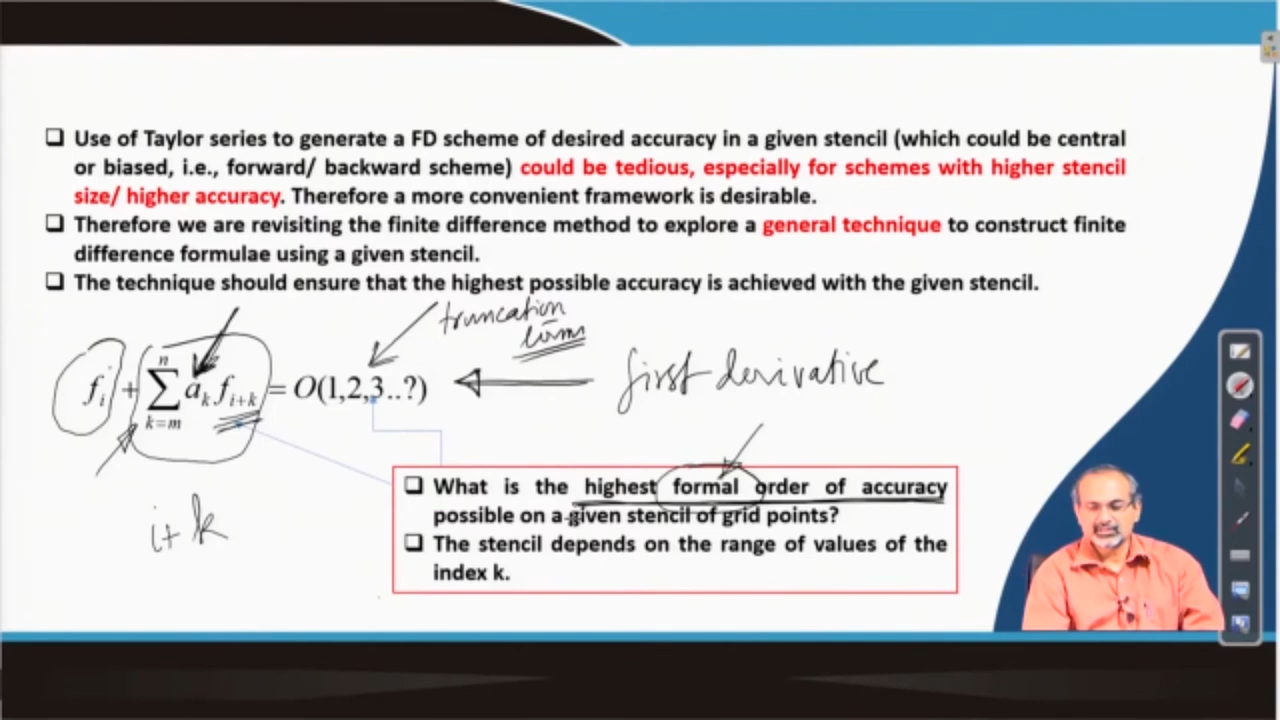 ❑ Use of Taylor series to generate a FD scheme of desired accuracy in a given stencil (which could be central
or biased, i.e., forward/ backward scheme) could be tedious, especially for schemes with higher stencil
size/ higher accuracy. Therefore a more convenient framework is desirable.
❑ Therefore we are revisiting the finite difference method to explore a general technique to construct finite
difference formulae using a given stencil.
❑ The technique should ensure that the highest possible accuracy is achieved with the given stencil.
truncation
term
f_i' + \sum_{k=m}^{n} a_k f_{i+k} = O(1,2,3..?)
first derivative
i+k
❑ What is the highest formal order of accuracy
possible on a given stencil of grid points?
❑ The stencil depends on the range of values of the
index k.